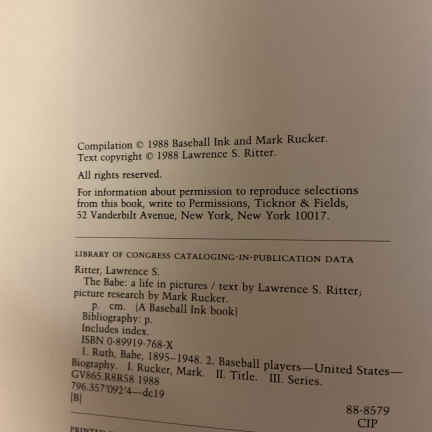 Compilation © 1988 Baseball Ink and Mark Rucker.
Text copyright © 1988 Lawrence S. Ritter.
All rights reserved.
For information about permission to reproduce selections
from this book, write to Permissions, Ticknor & Fields,
52 Vanderbilt Avenue, New York, New York 10017.
LIBRARY OF CONGRESS CATALOGING-IN-PUBLICATION DATA
Ritter, Lawrence S.
The Babe: a life in pictures / text by Lawrence S. Ritter;
picture research by Mark Rucker.
p. cm. (A Baseball Ink book)
Bibliography: p.
Includes index.
ISBN 0-89919-768-X
1. Ruth, Babe, 1895–1948. 2. Baseball players—United States—
Biography. I. Rucker, Mark. II. Title. III. Series.
GV865.R8R58 1988
796.357'092'4—dc19
[B]
88-8579
CIP